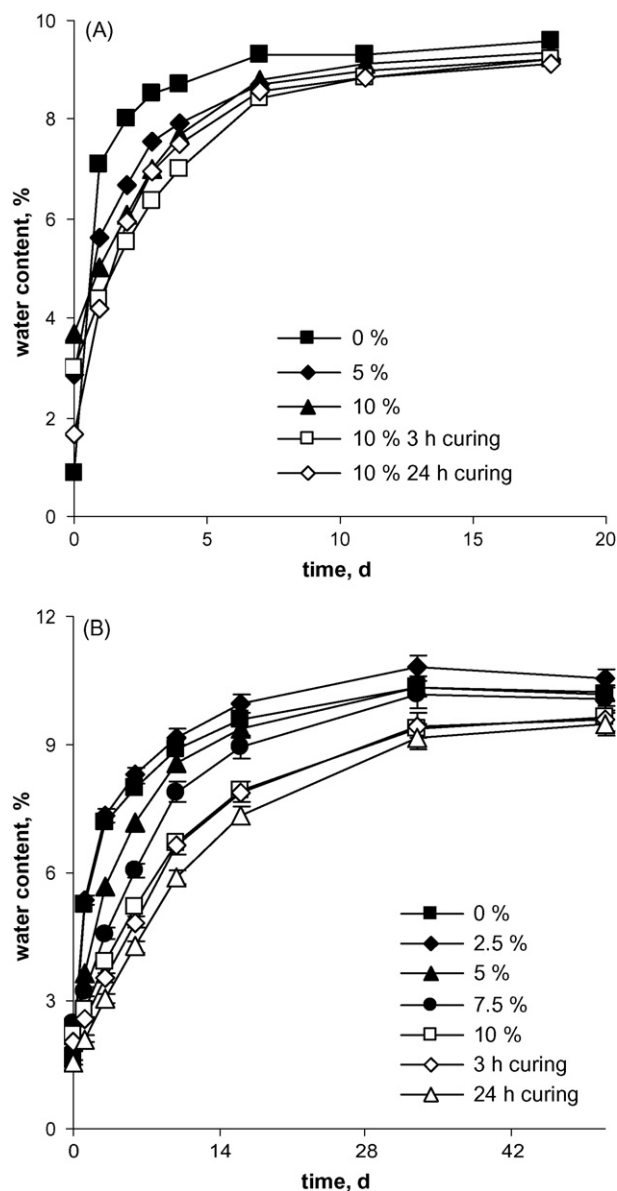 (A)
10
8
6
4
2
0
water content, %
0 %
5 %
10 %
10 % 3 h curing
10 % 24 h curing
0 5 10 15 20
time, d
(B)
12
9
6
3
0
water content, %
0 %
2.5 %
5 %
7.5 %
10 %
3 h curing
24 h curing
0 14 28 42
time, d